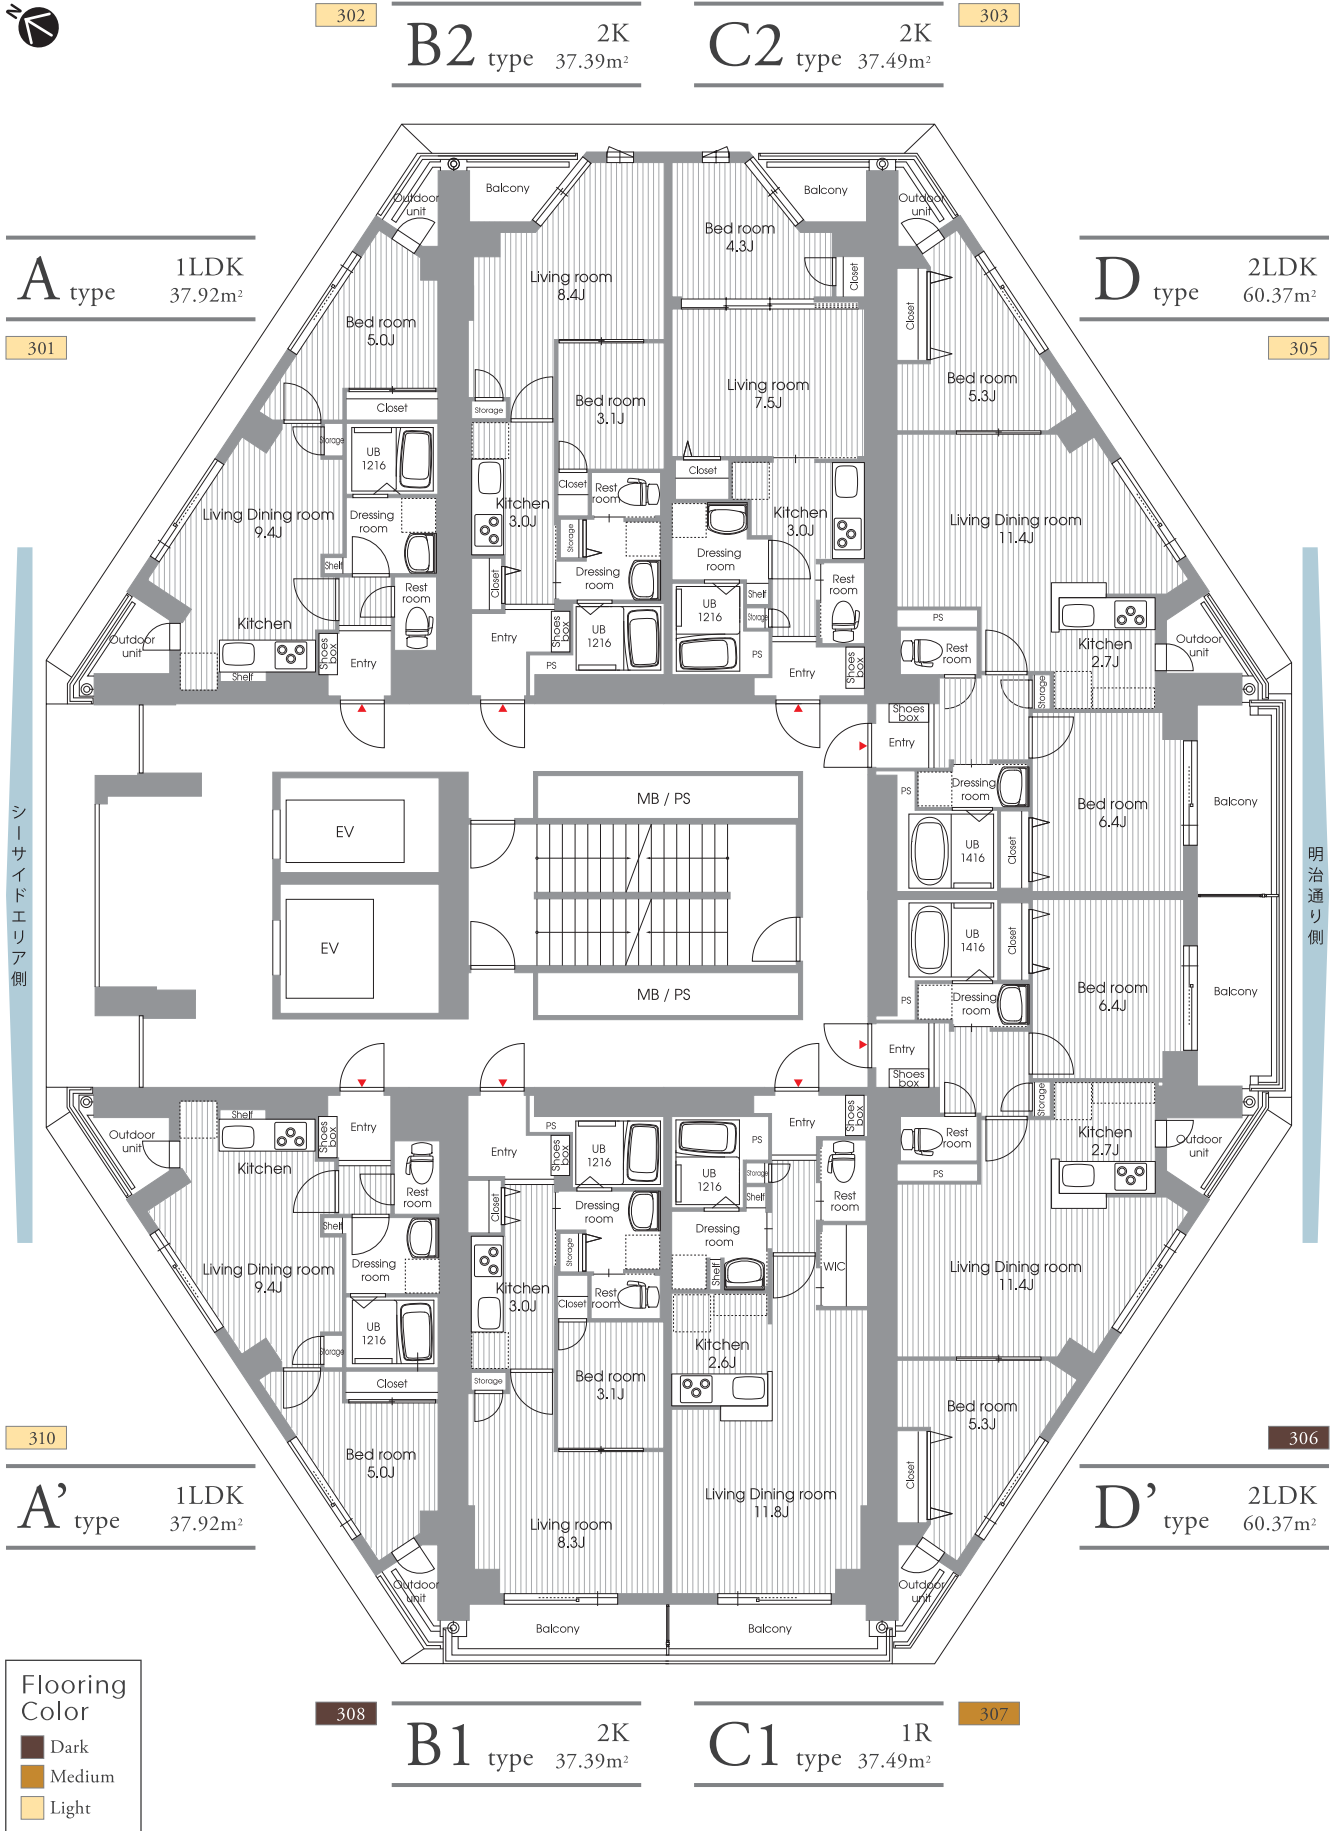 N
302
B2 type
2K
37.39m²
C2 type
2K
37.49m²
303
A type
1LDK
37.92m²
301
D type
2LDK
60.37m²
305
Outdoor
unit
Balcony
Living room
8.4J
Bed room
4.3J
Closet
Balcony
Outdoor
unit
Bed room
5.0J
Closet
Storage
Bed room
3.1J
Living room
7.5J
Closet
Bed room
5.3J
Storage
UB
1216
Living Dining room
9.4J
Dressing
room
Shelf
Rest
room
Kitchen
Shelf
Shoes
box
Entry
Outdoor
unit
Kitchen
3.0J
Closet
Rest
room
Storage
Dressing
room
Closet
Entry
Shoes
box
UB
1216
PS
Closet
Kitchen
3.0J
Dressing
room
UB
1216
Shelf
Storage
PS
Rest
room
Entry
Shoes
box
Living Dining room
11.4J
PS
Rest
room
Kitchen
2.7J
Storage
Outdoor
unit
Shoes
box
Entry
PS
Dressing
room
UB
1416
Closet
Bed room
6.4J
Balcony
シーサイドエリア側
明治通り側
EV
EV
MB / PS
MB / PS
UB
1416
Closet
PS
Dressing
room
Bed room
6.4J
Balcony
Entry
Shoes
box
Storage
Rest
room
PS
Kitchen
2.7J
Outdoor
unit
Living Dining room
11.4J
Bed room
5.3J
Closet
Outdoor
unit
Outdoor
unit
Shelf
Kitchen
Shoes
box
Entry
Rest
room
Shelf
Dressing
room
Living Dining room
9.4J
UB
1216
Storage
Closet
Bed room
5.0J
Outdoor
unit
Entry
PS
Shoes
box
UB
1216
Closet
Dressing
room
Storage
Kitchen
3.0J
Rest
room
Closet
Storage
Bed room
3.1J
Living room
8.3J
Balcony
UB
1216
PS
Storage
Shelf
Entry
Shoes
box
Rest
room
Dressing
room
Shelf
WIC
Kitchen
2.6J
Living Dining room
11.8J
Balcony
310
A’ type
1LDK
37.92m²
306
D’ type
2LDK
60.37m²
Flooring
Color
Dark
Medium
Light
308
B1 type
2K
37.39m²
C1 type
1R
37.49m²
307